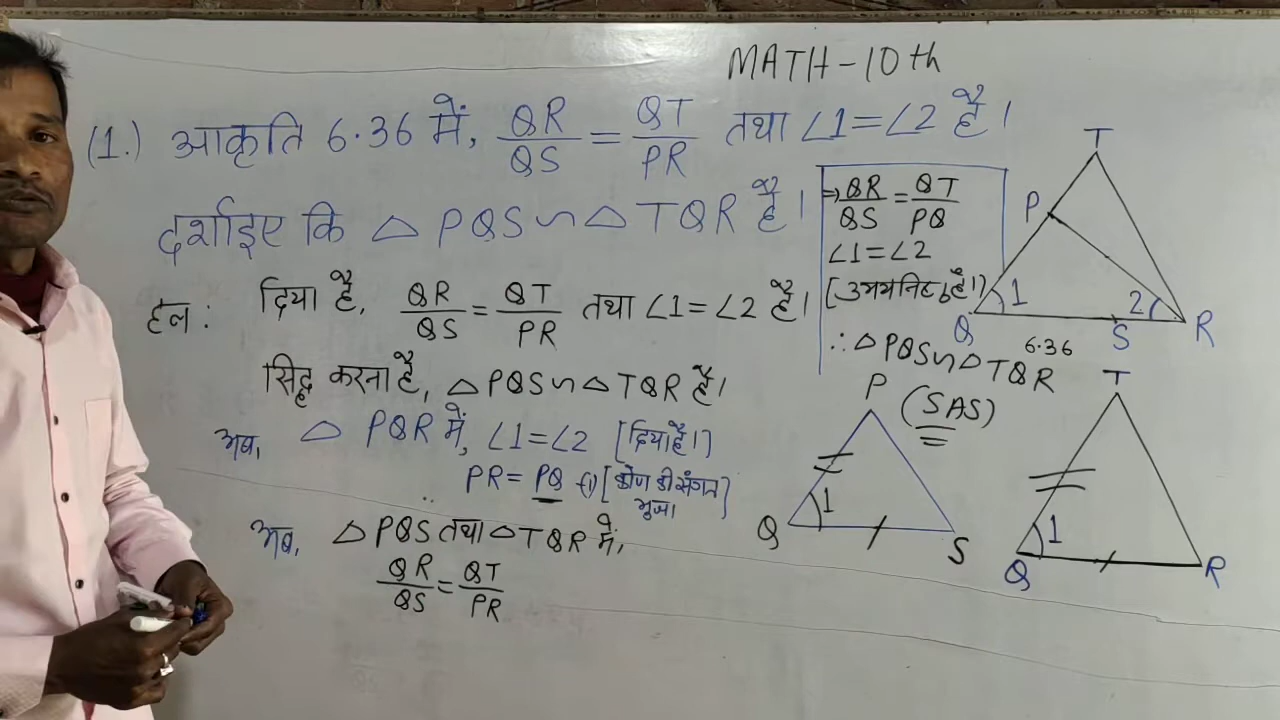 MATH-10th
(1.) आकृति 6.36 में, QR/QS = QT/PR तथा ∠1=∠2 है।
दर्शाइए कि △ PQS ∽ △ TQR है।
हल: दिया है, QR/QS = QT/PR तथा ∠1=∠2 है।
सिद्ध करना है, △ PQS ∽ △ TQR है।
अब, △ PQR में, ∠1=∠2 [दिया है।]
PR = PQ -(1) [कोण की संगत भुजा]
अब, △ PQS तथा △ TQR में,
QR/QS = QT/PR
⇒ QR/QS = QT/PQ
∠1=∠2
[उभयनिष्ठ है।]
∴ △ PQS ∽ △ TQR
(SAS)
T
P
1
2
Q
S
R
6.36
P
1
Q
S
T
1
Q
R